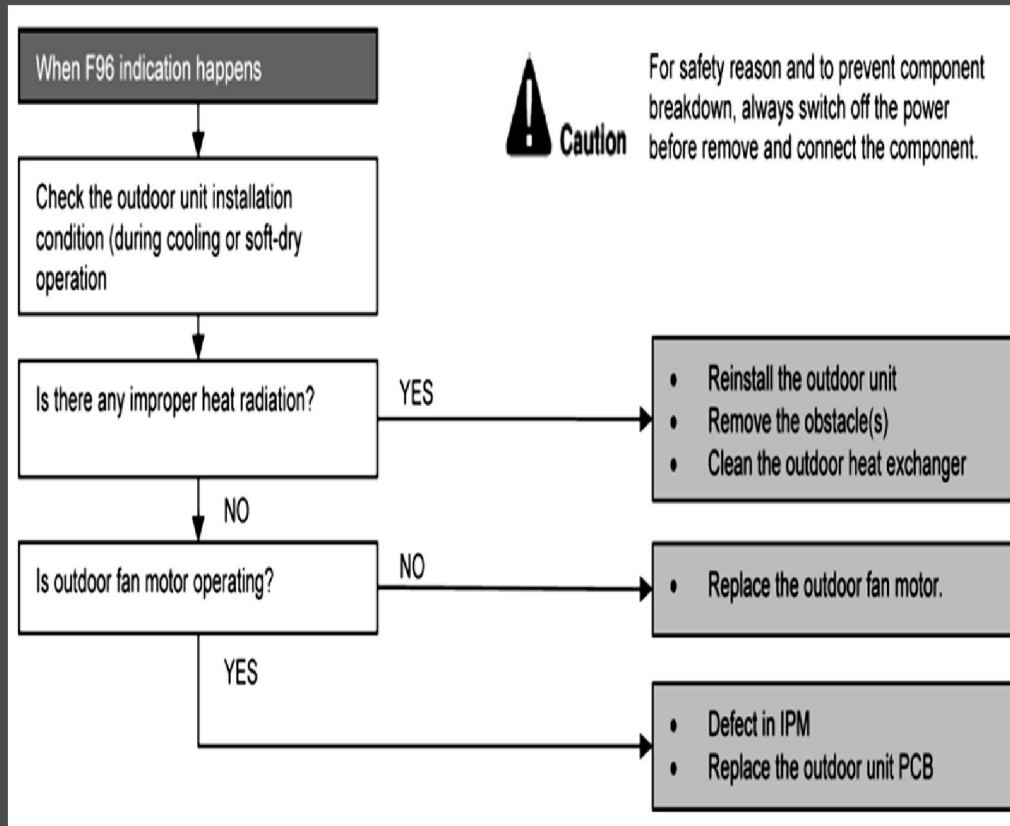 When F96 indication happens
Caution
For safety reason and to prevent component
breakdown, always switch off the power
before remove and connect the component.
Check the outdoor unit installation
condition (during cooling or soft-dry
operation
Is there any improper heat radiation?
YES
• Reinstall the outdoor unit
• Remove the obstacle(s)
• Clean the outdoor heat exchanger
NO
Is outdoor fan motor operating?
NO
• Replace the outdoor fan motor.
YES
• Defect in IPM
• Replace the outdoor unit PCB